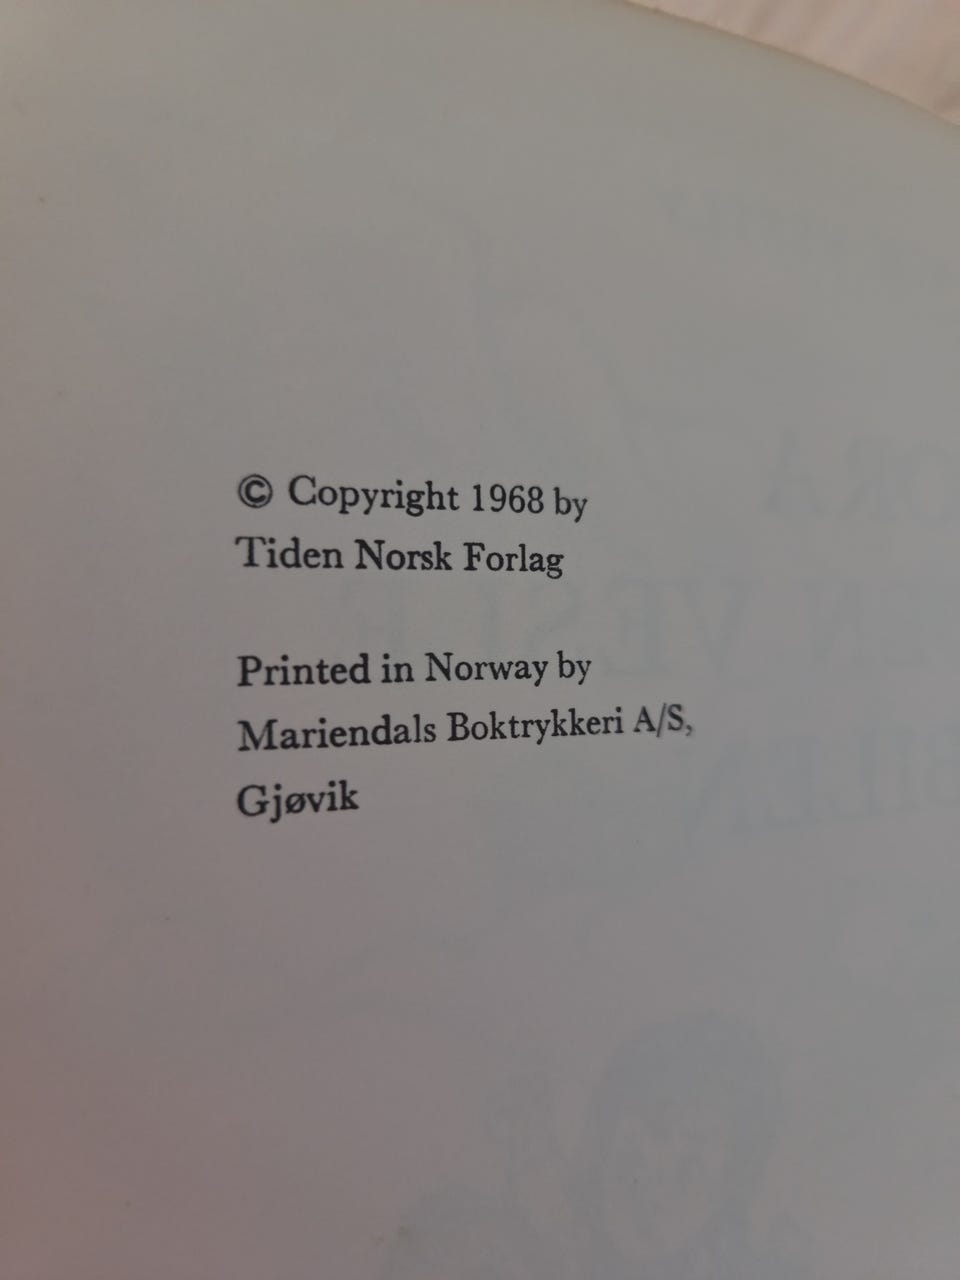 © Copyright 1968 by
Tiden Norsk Forlag
Printed in Norway by
Mariendals Boktrykkeri A/S,
Gjøvik